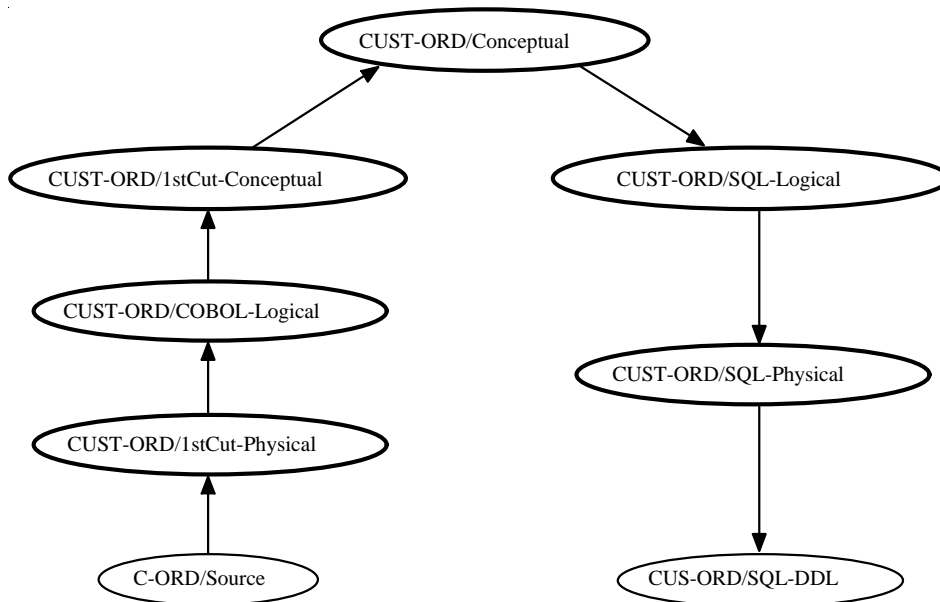 CUST-ORD/Conceptual
CUST-ORD/1stCut-Conceptual
CUST-ORD/SQL-Logical
CUST-ORD/COBOL-Logical
CUST-ORD/SQL-Physical
CUST-ORD/1stCut-Physical
C-ORD/Source
CUS-ORD/SQL-DDL